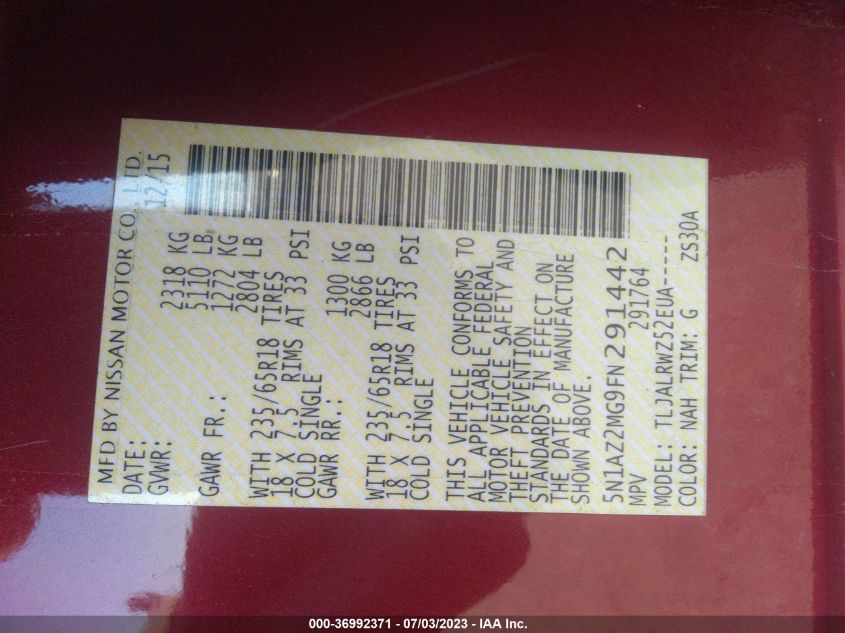 MFD BY NISSAN MOTOR CO., LTD.
DATE: 12/15
GVWR: 2318 KG
5110 LB
GAWR FR.: 1272 KG
2804 LB
WITH 235/65R18 TIRES
18 X 7.5 RIMS AT 33 PSI
COLD SINGLE
GAWR RR.: 1300 KG
2866 LB
WITH 235/65R18 TIRES
18 X 7.5 RIMS AT 33 PSI
COLD SINGLE
THIS VEHICLE CONFORMS TO
ALL APPLICABLE FEDERAL
MOTOR VEHICLE SAFETY AND
THEFT PREVENTION
STANDARDS IN EFFECT ON
THE DATE OF MANUFACTURE
SHOWN ABOVE.
5N1AZ2MG9FN291442
MPV 291764
MODEL: TLJALRWZ52EUA-----
COLOR: NAH TRIM: G ZS30A
000-36992371 - 07/03/2023 - IAA Inc.